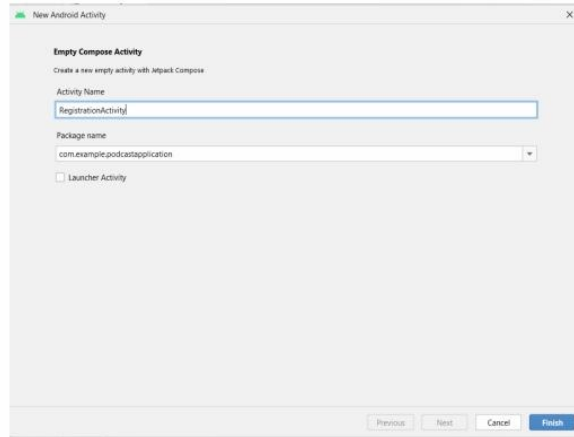 New Android Activity
Empty Compose Activity
Create a new empty activity with Jetpack Compose
Activity Name
RegistrationActivity
Package name
com.example.podcastapplication
Launcher Activity
Previous Next Cancel Finish